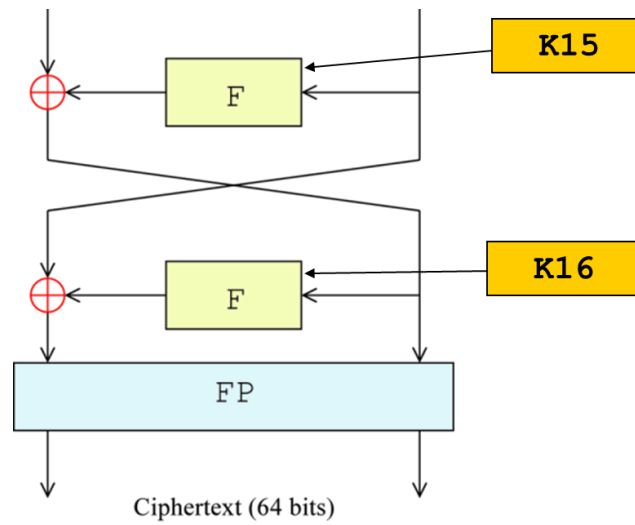 K15
F
K16
F
FP
Ciphertext (64 bits)